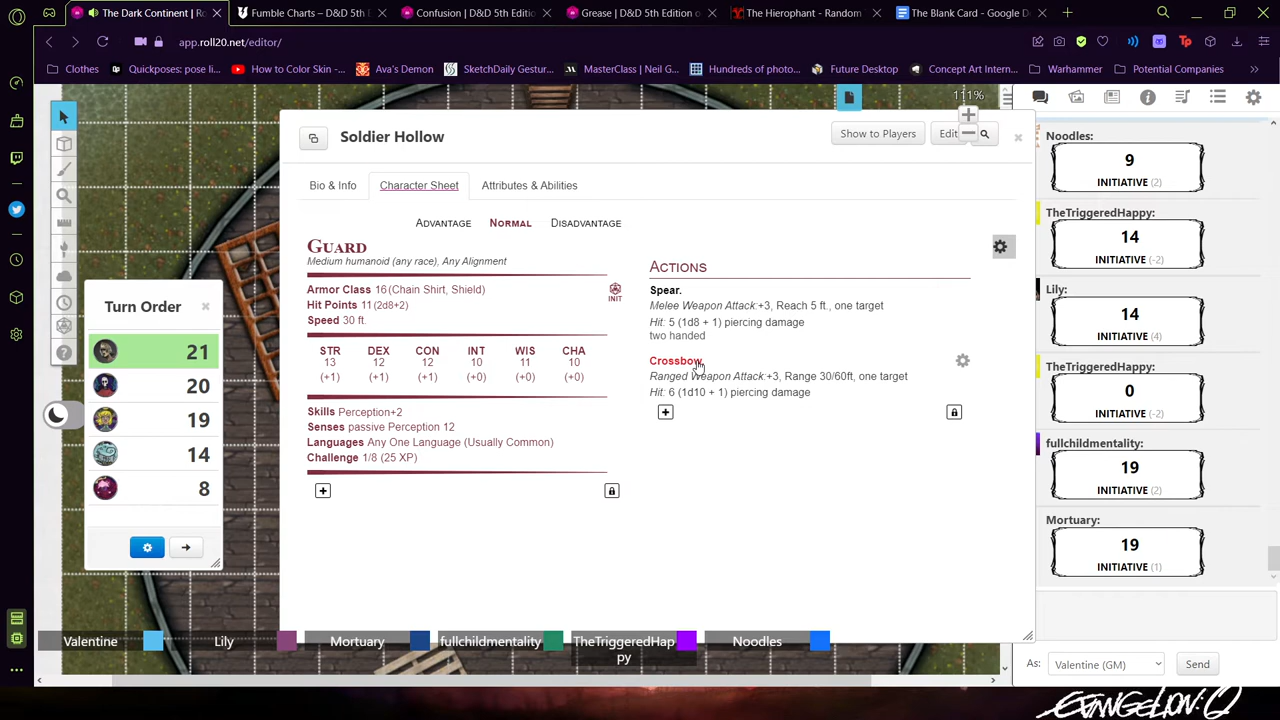 The Dark Continent | Ro
Fumble Charts – D&D 5th E
Confusion | D&D 5th Edition
Grease | D&D 5th Edition o
The Hierophant - Random
The Blank Card - Google D
app.roll20.net/editor/
Clothes
Quickposes: pose li...
How to Color Skin -...
Ava's Demon
SketchDaily Gestur...
MasterClass | Neil G...
Hundreds of photo...
Future Desktop
Concept Art Intern...
Warhammer
Potential Companies
111%
Soldier Hollow
Show to Players
Edit
Bio & Info
Character Sheet
Attributes & Abilities
ADVANTAGE NORMAL DISADVANTAGE
GUARD
Medium humanoid (any race), Any Alignment
Armor Class 16 (Chain Shirt, Shield)
Hit Points 11 (2d8+2)
Speed 30 ft.
INIT
STR DEX CON INT WIS CHA
13 12 12 10 11 10
(+1) (+1) (+1) (+0) (+0) (+0)
Skills Perception+2
Senses passive Perception 12
Languages Any One Language (Usually Common)
Challenge 1/8 (25 XP)
ACTIONS
Spear.
Melee Weapon Attack:+3, Reach 5 ft., one target
Hit: 5 (1d8 + 1) piercing damage
two handed
Crossbow.
Ranged Weapon Attack +3, Range 30/60ft, one target
Hit: 6 (1d10 + 1) piercing damage
Turn Order
21
20
19
14
8
Noodles:
9
INITIATIVE (2)
TheTriggeredHappy:
14
INITIATIVE (-2)
Lily:
14
INITIATIVE (4)
TheTriggeredHappy:
0
INITIATIVE (-2)
fullchildmentality:
19
INITIATIVE (2)
Mortuary:
19
INITIATIVE (1)
Valentine
Lily
Mortuary
fullchildmentality
TheTriggeredHap
py
Noodles
As:
Valentine (GM)
Send